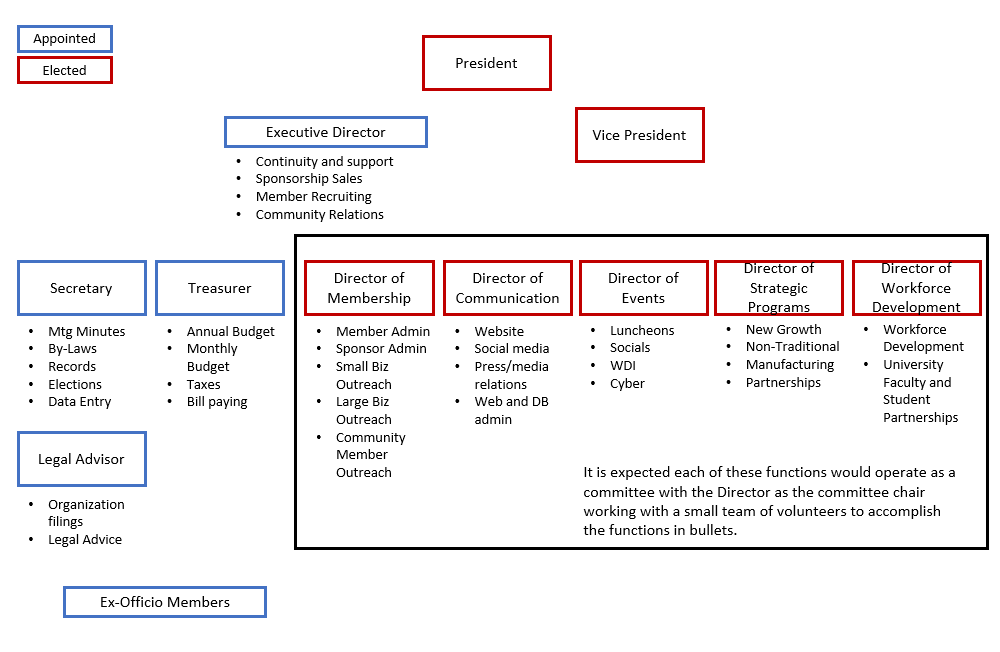 Appointed
Elected
President
Vice President
Executive Director
• Continuity and support
• Sponsorship Sales
• Member Recruiting
• Community Relations
Secretary
• Mtg Minutes
• By-Laws
• Records
• Elections
• Data Entry
Treasurer
• Annual Budget
• Monthly
Budget
• Taxes
• Bill paying
Director of
Membership
• Member Admin
• Sponsor Admin
• Small Biz
Outreach
• Large Biz
Outreach
• Community
Member
Outreach
Director of
Communication
• Website
• Social media
• Press/media
relations
• Web and DB
admin
Director of
Events
• Luncheons
• Socials
• WDI
• Cyber
Director of
Strategic
Programs
• New Growth
• Non-Traditional
• Manufacturing
• Partnerships
Director of
Workforce
Development
• Workforce
Development
• University
Faculty and
Student
Partnerships
It is expected each of these functions would operate as a
committee with the Director as the committee chair
working with a small team of volunteers to accomplish
the functions in bullets.
Legal Advisor
• Organization
filings
• Legal Advice
Ex-Officio Members